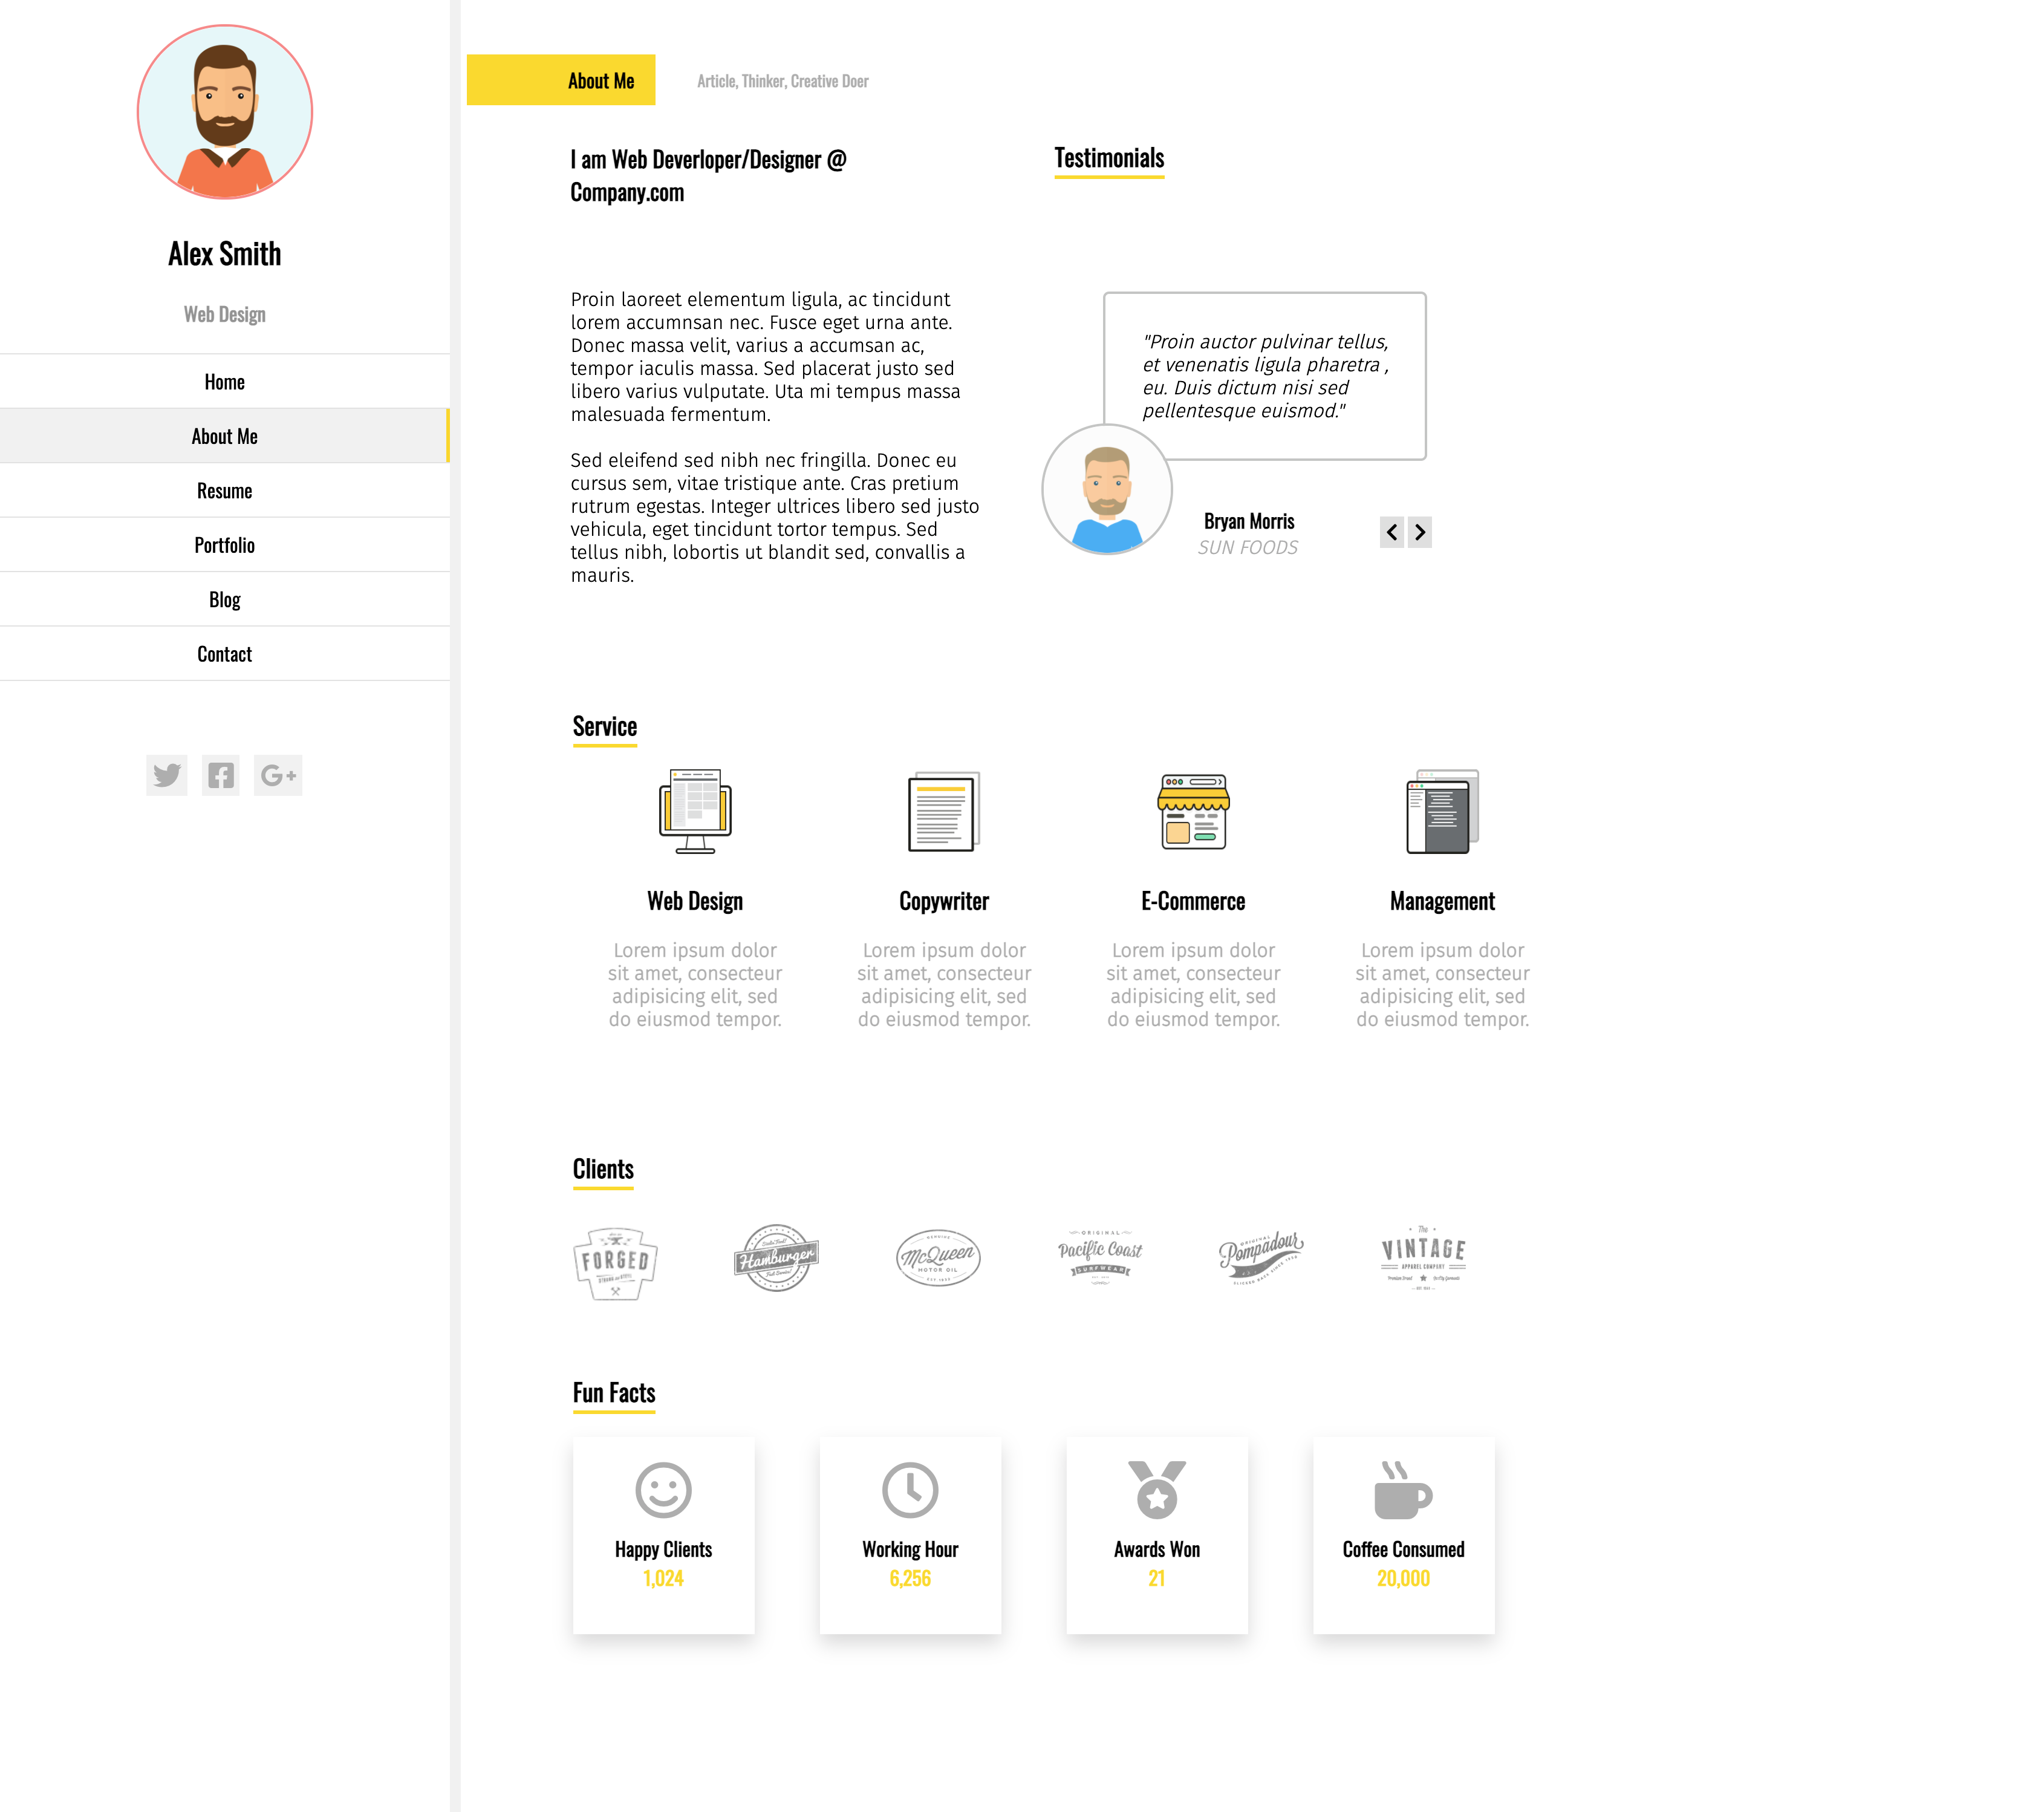 Alex Smith
Web Design
Home
About Me
Resume
Portfolio
Blog
Contact
About Me
Article, Thinker, Creative Doer
I am Web Deverloper/Designer @
Company.com
Proin laoreet elementum ligula, ac tincidunt
lorem accumnsan nec. Fusce eget urna ante.
Donec massa velit, varius a accumsan ac,
tempor iaculis massa. Sed placerat justo sed
libero varius vulputate. Uta mi tempus massa
malesuada fermentum.
Sed eleifend sed nibh nec fringilla. Donec eu
cursus sem, vitae tristique ante. Cras pretium
rutrum egestas. Integer ultrices libero sed justo
vehicula, eget tincidunt tortor tempus. Sed
tellus nibh, lobortis ut blandit sed, convallis a
mauris.
Testimonials
"Proin auctor pulvinar tellus,
et venenatis ligula pharetra ,
eu. Duis dictum nisi sed
pellentesque euismod."
Bryan Morris
SUN FOODS
Service
Web Design
Lorem ipsum dolor
sit amet, consecteur
adipisicing elit, sed
do eiusmod tempor.
Copywriter
Lorem ipsum dolor
sit amet, consecteur
adipisicing elit, sed
do eiusmod tempor.
E-Commerce
Lorem ipsum dolor
sit amet, consecteur
adipisicing elit, sed
do eiusmod tempor.
Management
Lorem ipsum dolor
sit amet, consecteur
adipisicing elit, sed
do eiusmod tempor.
Clients
FORGED
Hamburger
GENUINE
McQueen
MOTOR OIL
ORIGINAL
Pacific Coast
SURFWEAR
ORIGINAL
Pompadour
The
VINTAGE
APPAREL COMPANY
Fun Facts
Happy Clients
1,024
Working Hour
6,256
Awards Won
21
Coffee Consumed
20,000